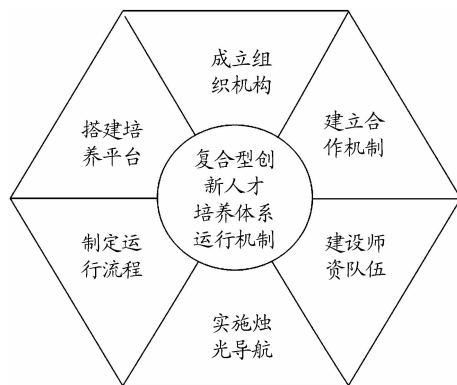 成立组
织机构
搭建培
养平台
建立合
作机制
复合型创
新人才
培养体系
运行机制
制定运
行流程
建设师
资队伍
实施烛
光导航